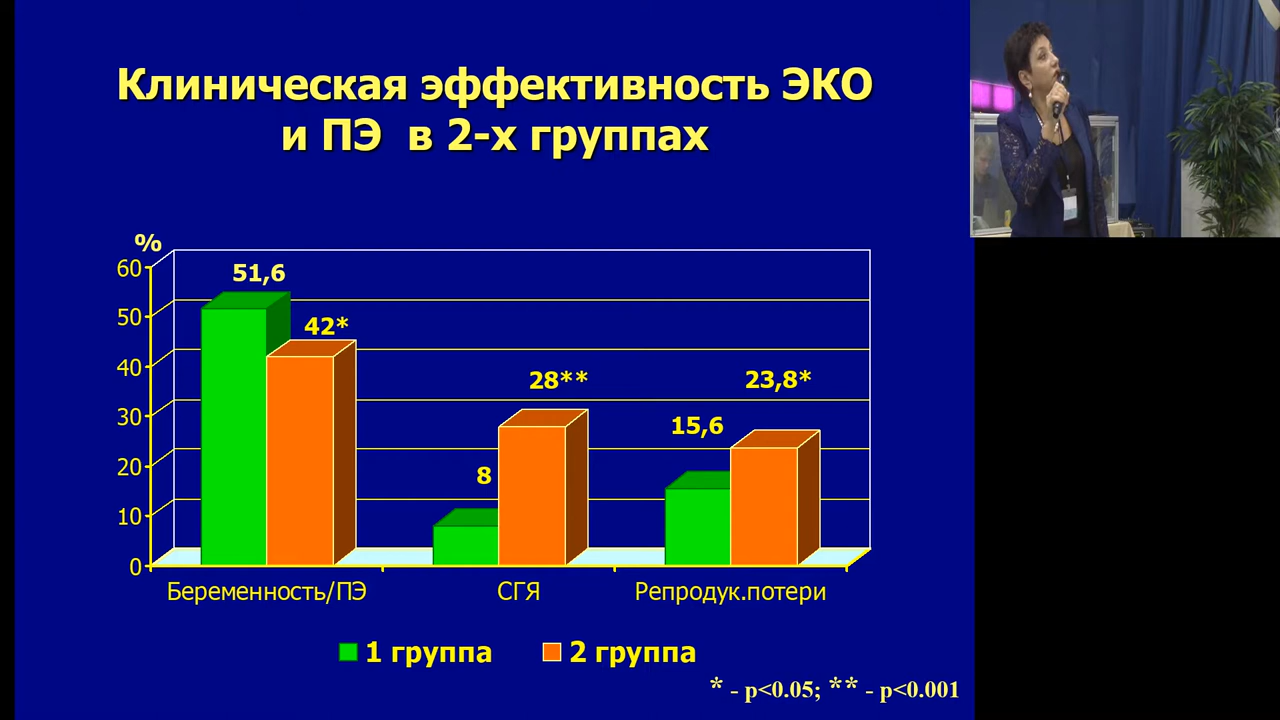 Клиническая эффективность ЭКО
и ПЭ в 2-х группах
%
60
50
40
30
20
10
0
51,6
42*
8
28**
15,6
23,8*
Беременность/ПЭ
СГЯ
Репродук.потери
1 группа
2 группа
* - p<0.05; ** - p<0.001